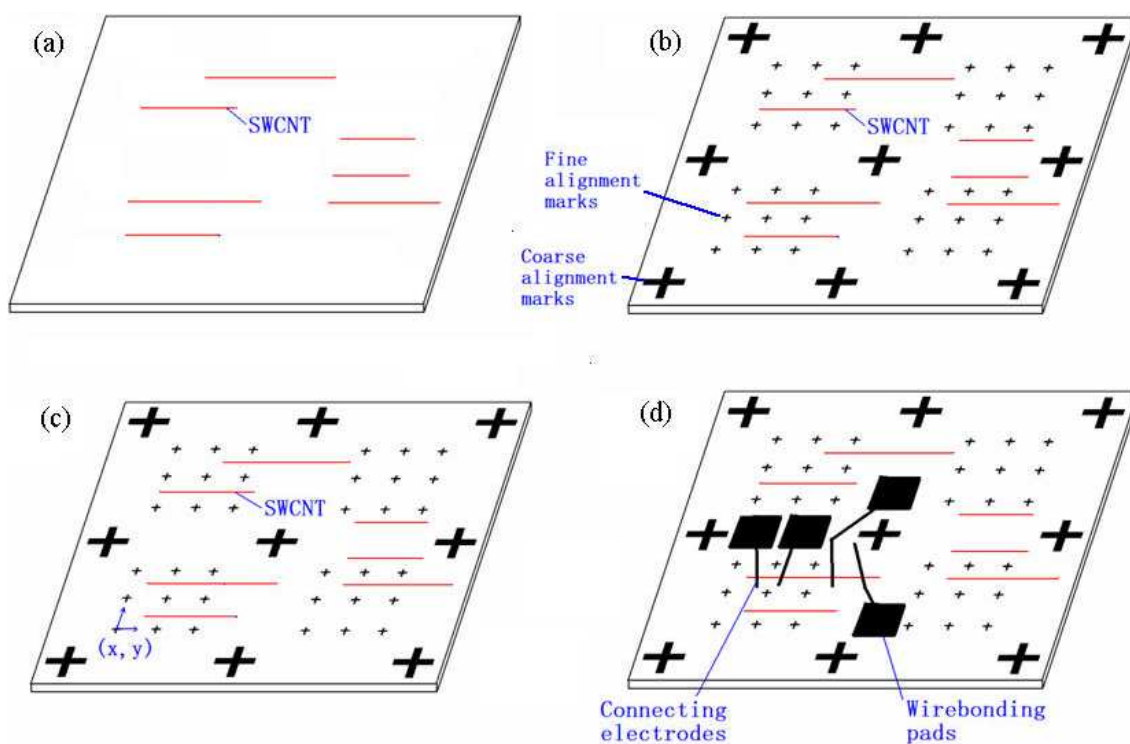 (a)
SWCNT
(b)
SWCNT
Fine
alignment
marks
Coarse
alignment
marks
(c)
SWCNT
(x,y)
(d)
Connecting
electrodes
Wirebonding
pads